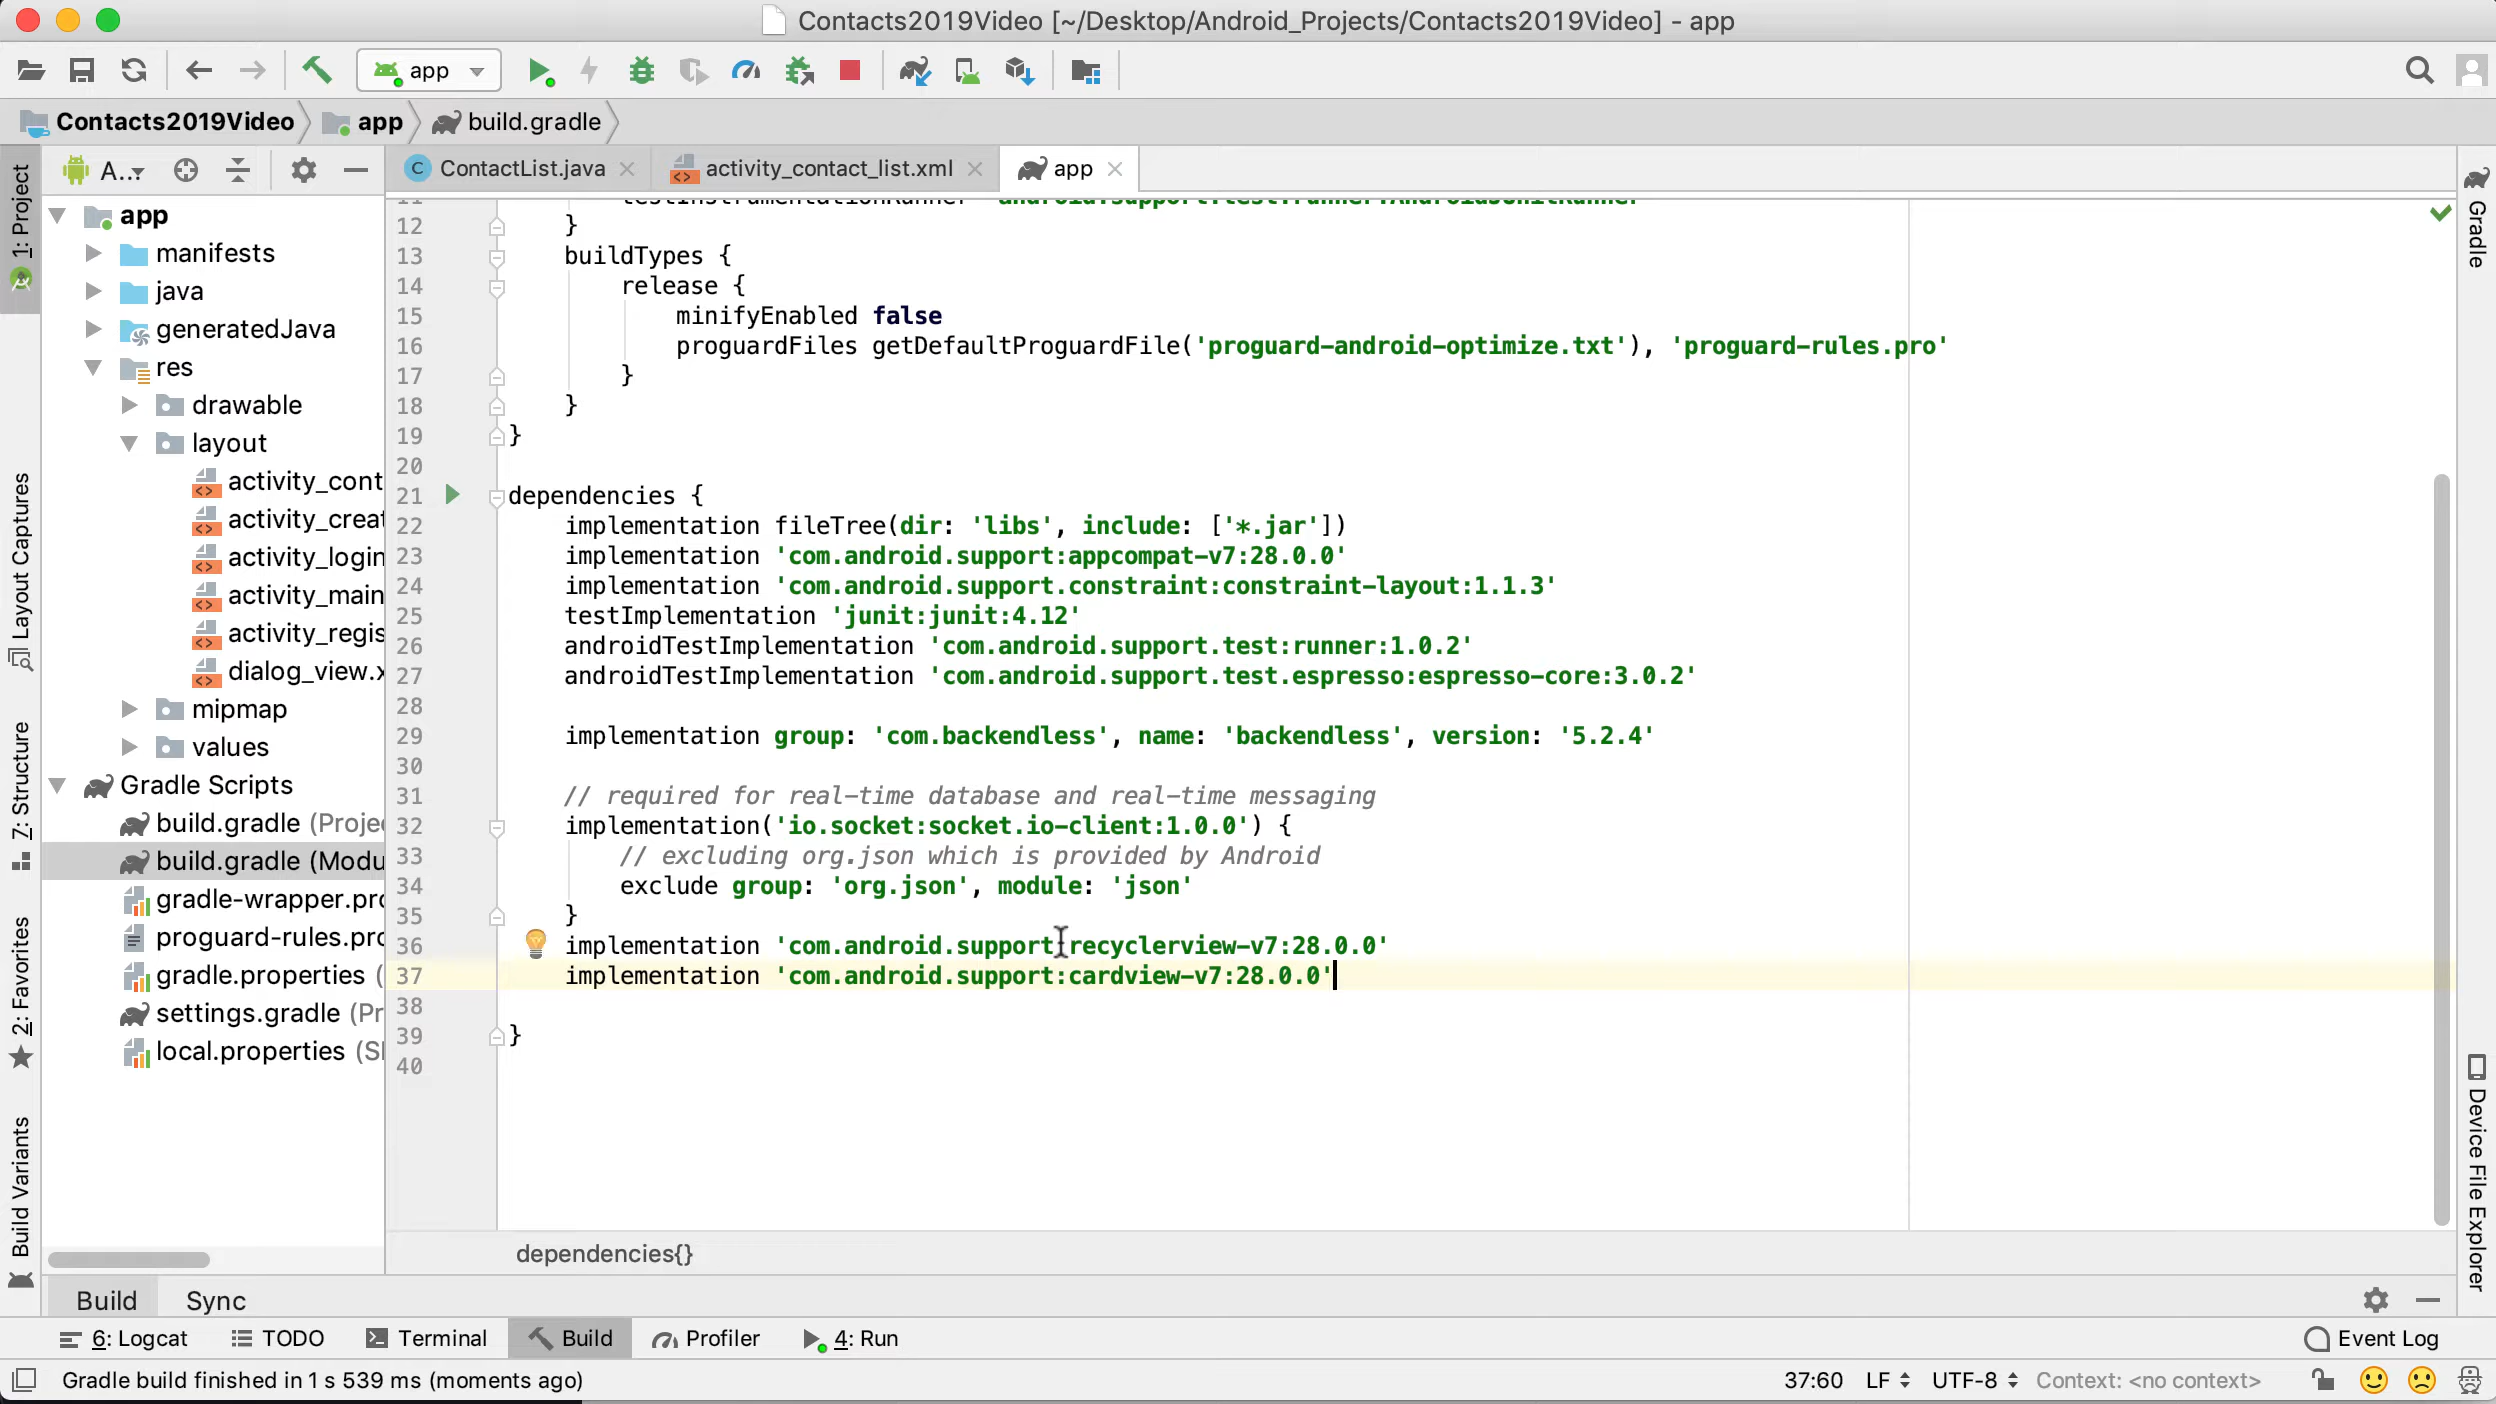 Contacts2019Video [~/Desktop/Android_Projects/Contacts2019Video] - app
app
Contacts2019Video
app
build.gradle
A...
ContactList.java
activity_contact_list.xml
app
1: Project
Layout Captures
7: Structure
2: Favorites
Build Variants
app
manifests
java
generatedJava
res
drawable
layout
activity_cont
activity_creat
activity_login
activity_main
activity_regis
dialog_view.x
mipmap
values
Gradle Scripts
build.gradle (Projec
build.gradle (Modu
gradle-wrapper.pro
proguard-rules.pro
gradle.properties (
settings.gradle (Pr
local.properties (SI
11 testInstrumentationRunner "android.support.test.runner.AndroidJUnitRunner"
12 }
13 buildTypes {
14 release {
15 minifyEnabled false
16 proguardFiles getDefaultProguardFile('proguard-android-optimize.txt'), 'proguard-rules.pro'
17 }
18 }
19 }
20
21 dependencies {
22 implementation fileTree(dir: 'libs', include: ['*.jar'])
23 implementation 'com.android.support:appcompat-v7:28.0.0'
24 implementation 'com.android.support.constraint:constraint-layout:1.1.3'
25 testImplementation 'junit:junit:4.12'
26 androidTestImplementation 'com.android.support.test:runner:1.0.2'
27 androidTestImplementation 'com.android.support.test.espresso:espresso-core:3.0.2'
28
29 implementation group: 'com.backendless', name: 'backendless', version: '5.2.4'
30
31 // required for real-time database and real-time messaging
32 implementation('io.socket:socket.io-client:1.0.0') {
33 // excluding org.json which is provided by Android
34 exclude group: 'org.json', module: 'json'
35 }
36 implementation 'com.android.support:recyclerview-v7:28.0.0'
37 implementation 'com.android.support:cardview-v7:28.0.0'
38
39 }
40
dependencies{}
Gradle
Device File Explorer
Build Sync
6: Logcat TODO Terminal Build Profiler 4: Run Event Log
Gradle build finished in 1 s 539 ms (moments ago) 37:60 LF UTF-8 Context: <no context>